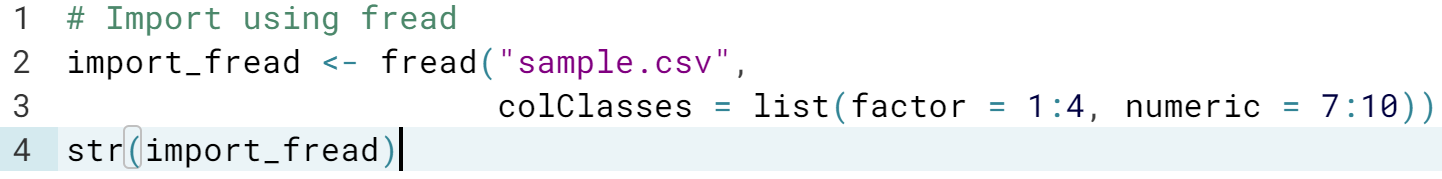 1 # Import using fread
2 import_fread <- fread("sample.csv",
3 colClasses = list(factor = 1:4, numeric = 7:10))
4 str(import_fread)